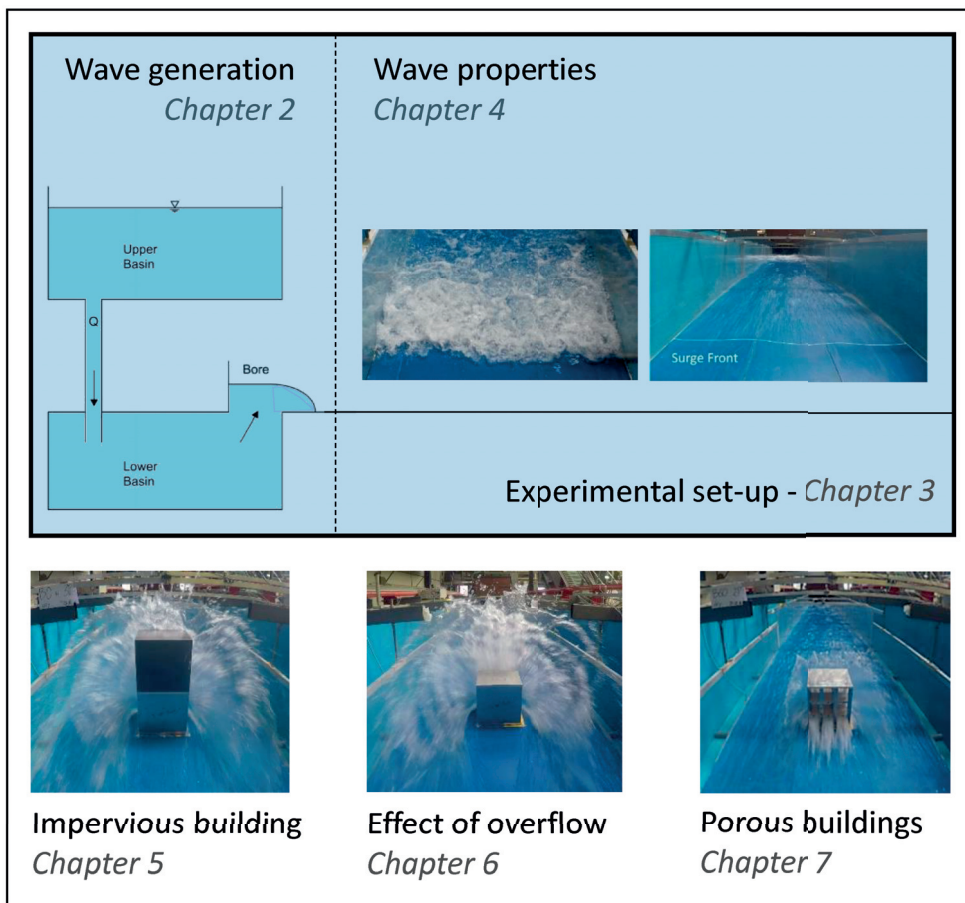 Wave generation
Chapter 2
Wave properties
Chapter 4
Upper
Basin
Q
Bore
Lower
Basin
Surge Front
Experimental set-up - Chapter 3
Impervious building
Chapter 5
Effect of overflow
Chapter 6
Porous buildings
Chapter 7